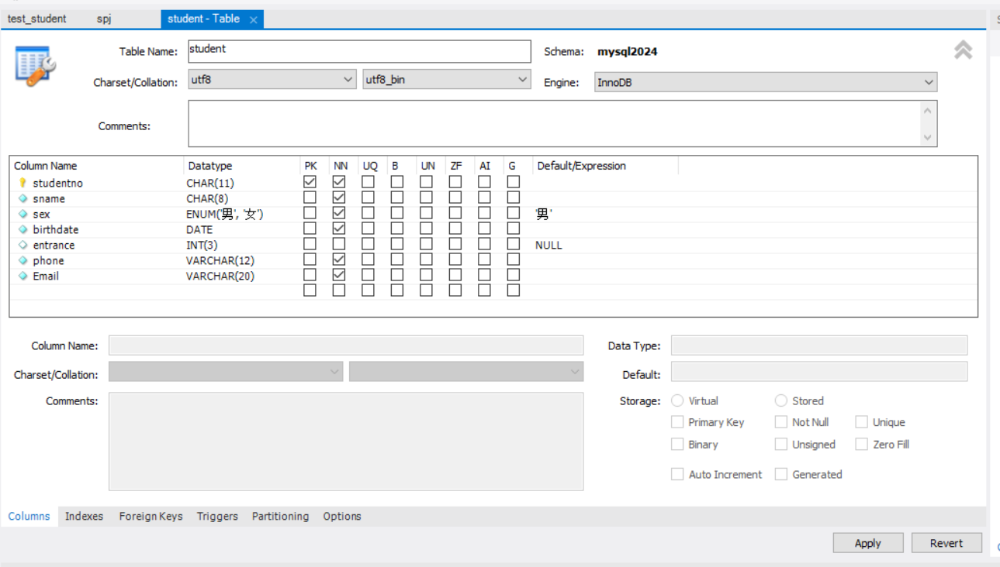 test_student spj student - Table ×
Table Name: student Schema: mysql2024
Charset/Collation: utf8 utf8_bin Engine: InnoDB
Comments:
Column Name Datatype PK NN UQ B UN ZF AI G Default/Expression
studentno CHAR(11)
sname CHAR(8)
sex ENUM('男', '女') '男'
birthdate DATE
entrance INT(3) NULL
phone VARCHAR(12)
Email VARCHAR(20)
Column Name: Data Type:
Charset/Collation: Default:
Comments: Storage: Virtual Stored
Primary Key Not Null Unique
Binary Unsigned Zero Fill
Auto Increment Generated
Columns Indexes Foreign Keys Triggers Partitioning Options
Apply Revert